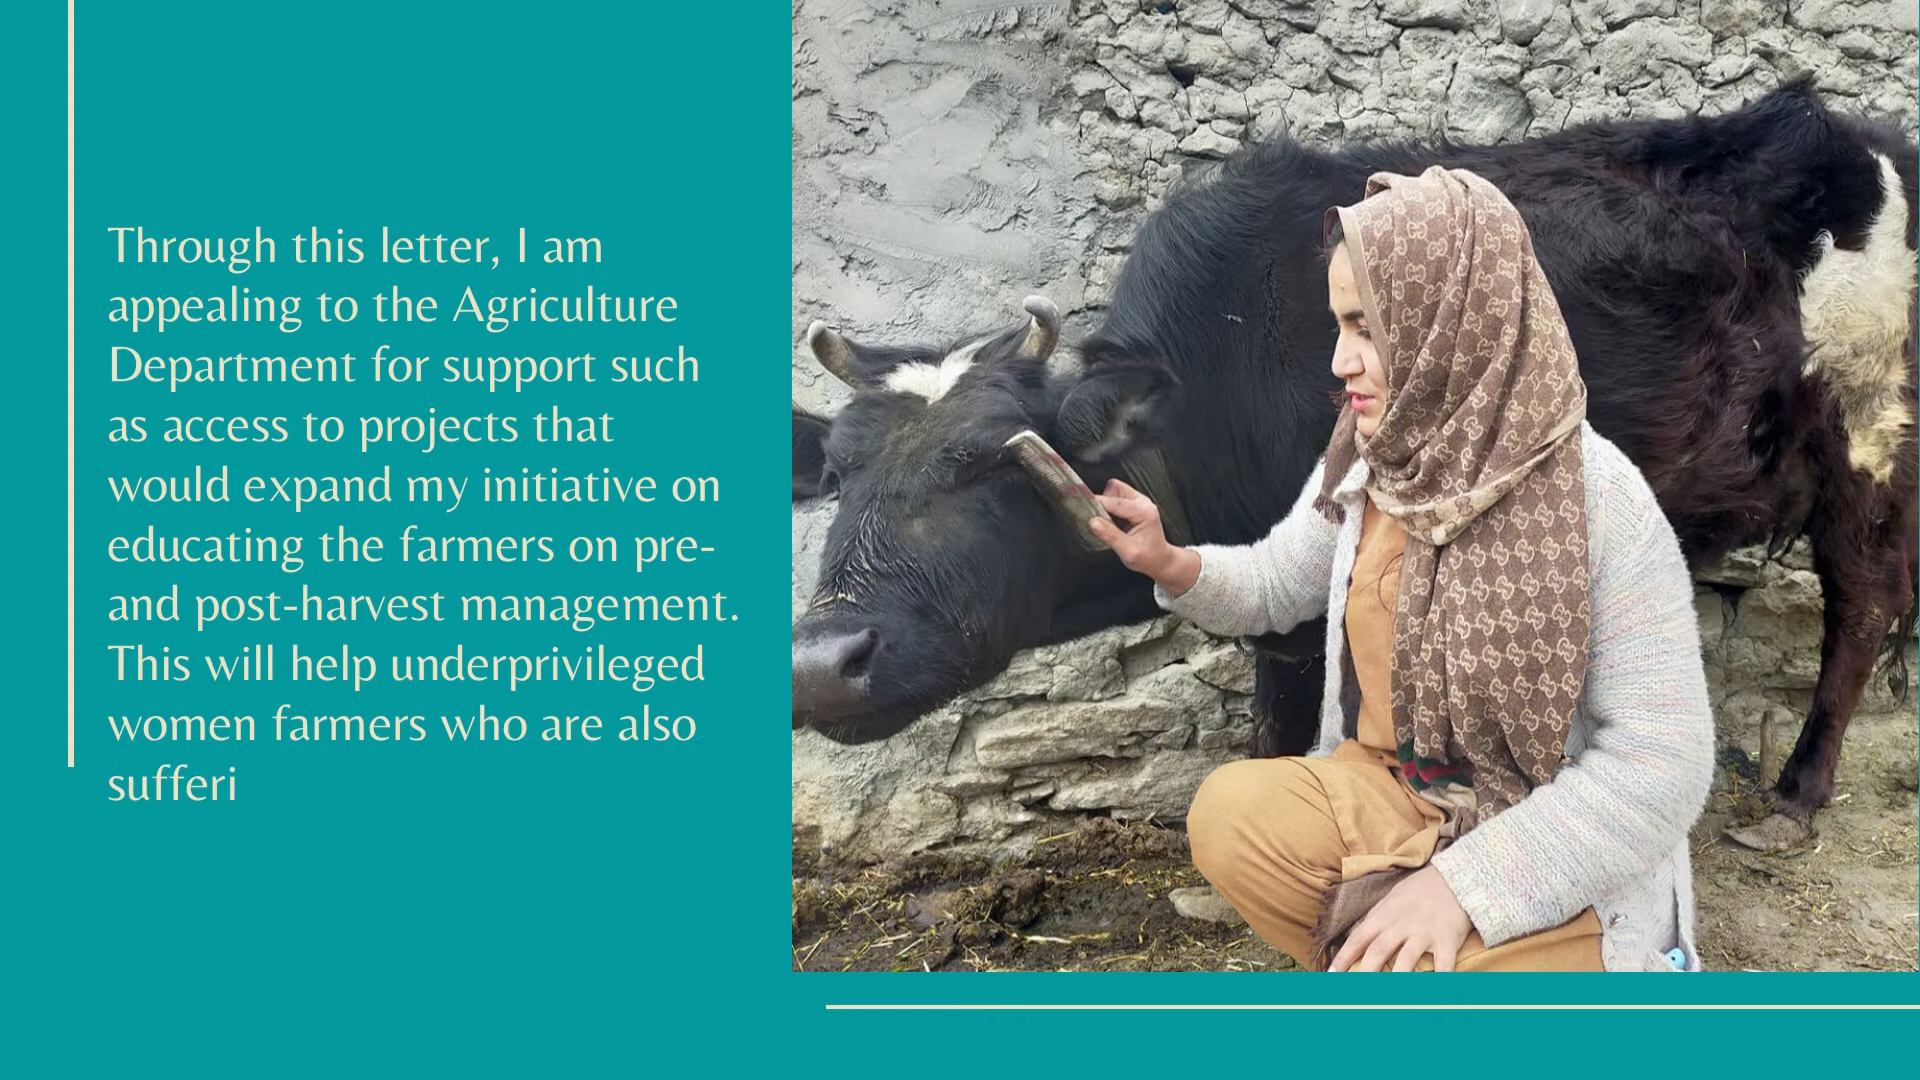 Through this letter, I am
appealing to the Agriculture
Department for support such
as access to projects that
would expand my initiative on
educating the farmers on pre-
and post-harvest management.
This will help underprivileged
women farmers who are also
sufferi